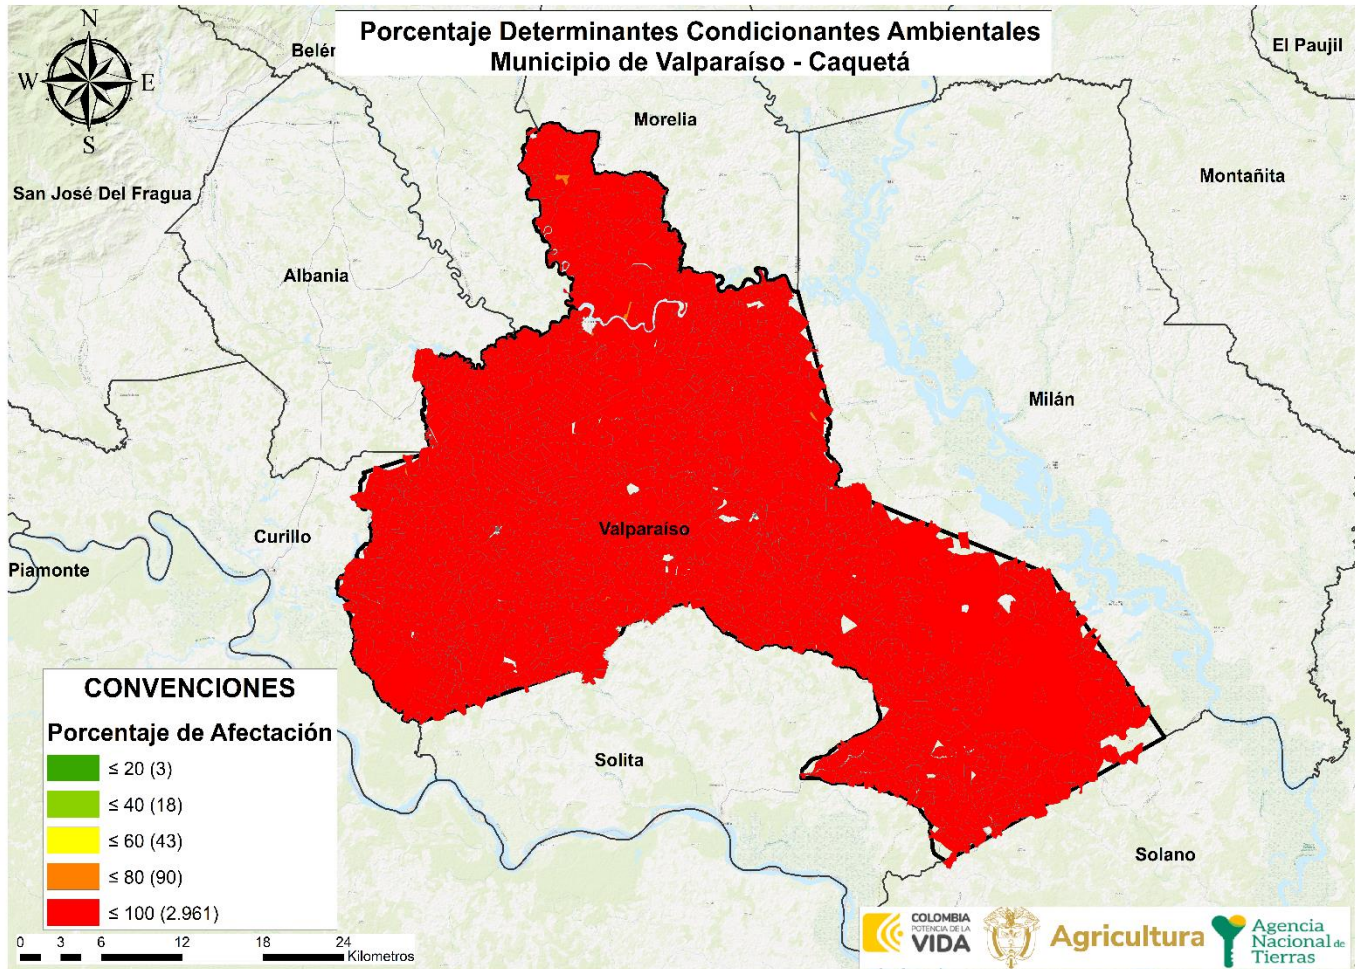 Porcentaje Determinantes Condicionantes Ambientales
Municipio de Valparaíso - Caquetá
N
W
E
S
Belén
El Paujil
Morelia
San José Del Fragua
Montañita
Albania
Milán
Valparaíso
Curillo
Piamonte
Solita
Solano
CONVENCIONES
Porcentaje de Afectación
≤ 20 (3)
≤ 40 (18)
≤ 60 (43)
≤ 80 (90)
≤ 100 (2.961)
0 3 6 12 18 24
Kilometros
COLOMBIA
POTENCIA DE LA
VIDA
Agricultura
Agencia
Nacional de
Tierras